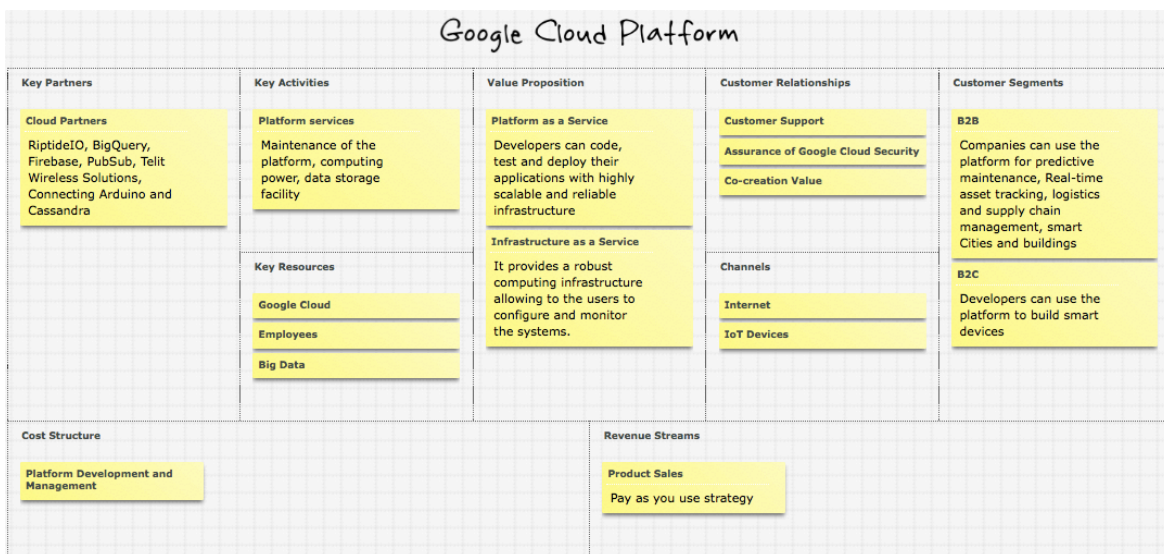 Google Cloud Platform
Key Partners
Cloud Partners
RiptideIO, BigQuery,
Firebase, PubSub, Telit
Wireless Solutions,
Connecting Arduino and
Cassandra
Key Activities
Platform services
Maintenance of the
platform, computing
power, data storage
facility
Key Resources
Google Cloud
Employees
Big Data
Value Proposition
Platform as a Service
Developers can code,
test and deploy their
applications with highly
scalable and reliable
infrastructure
Infrastructure as a Service
It provides a robust
computing infrastructure
allowing to the users to
configure and monitor
the systems.
Customer Relationships
Customer Support
Assurance of Google Cloud Security
Co-creation Value
Channels
Internet
IoT Devices
Customer Segments
B2B
Companies can use the
platform for predictive
maintenance, Real-time
asset tracking, logistics
and supply chain
management, smart
Cities and buildings
B2C
Developers can use the
platform to build smart
devices
Cost Structure
Platform Development and
Management
Revenue Streams
Product Sales
Pay as you use strategy